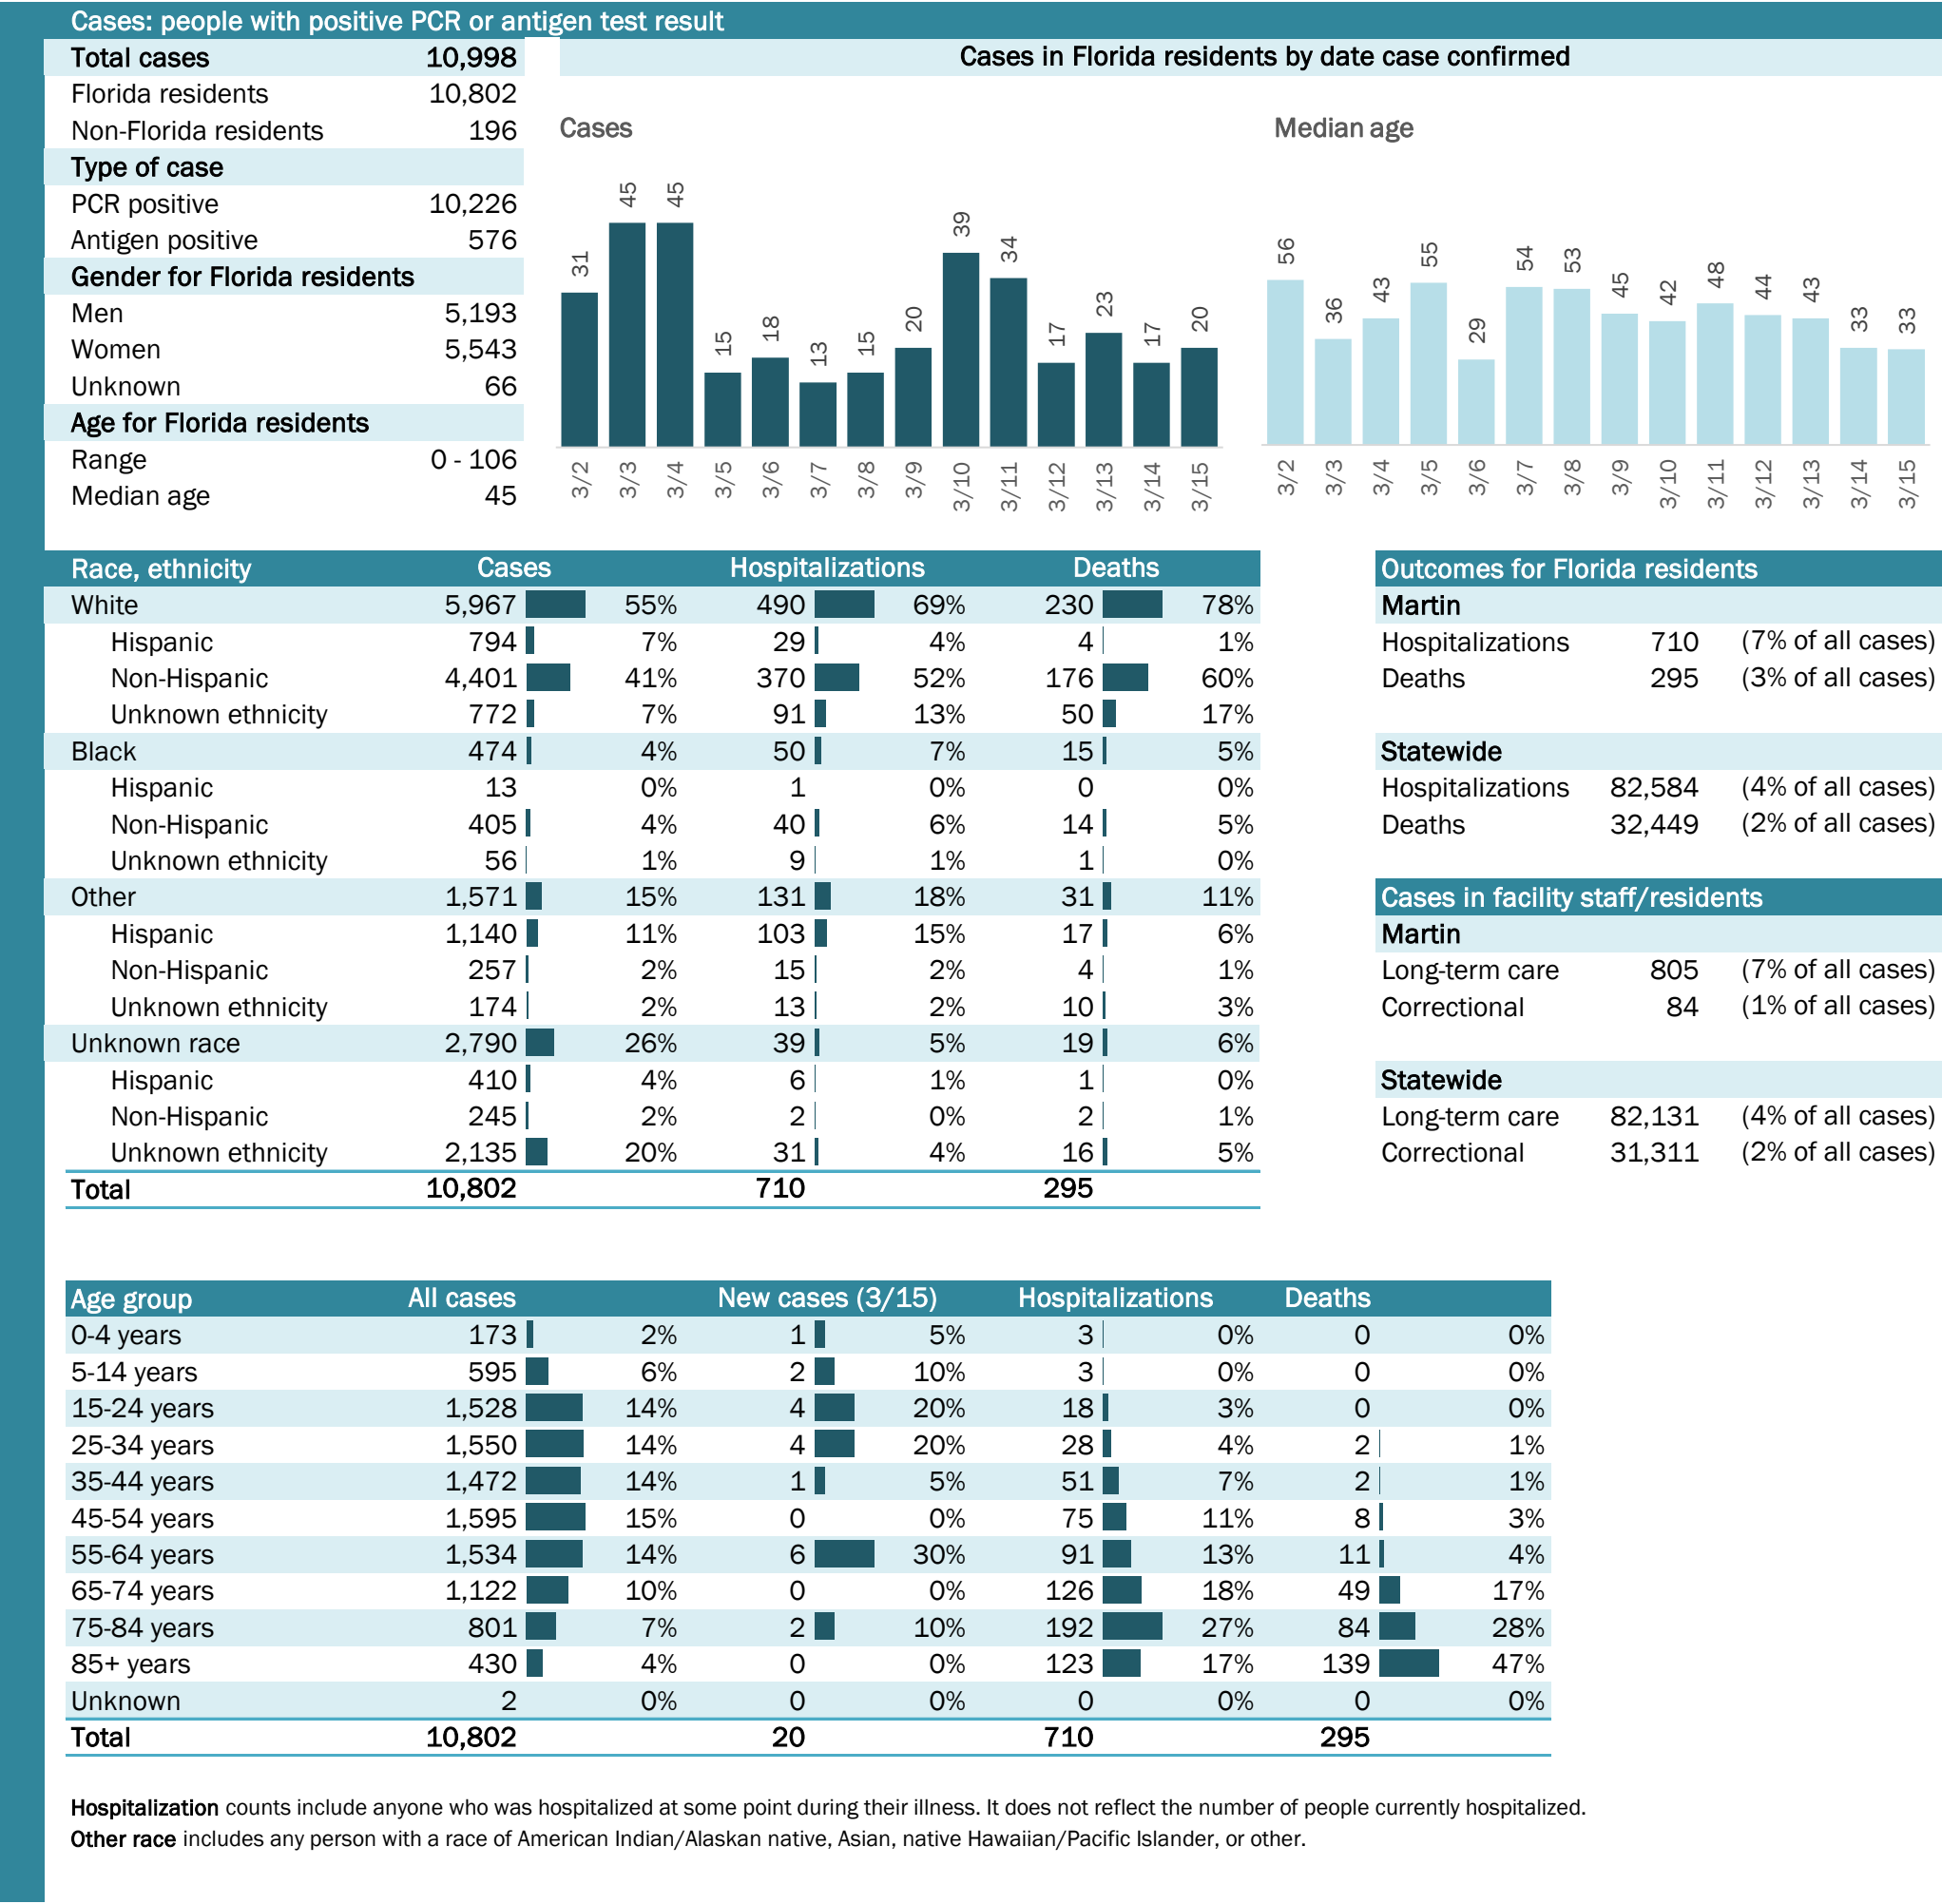 Cases: people with positive PCR or antigen test result
Total cases 10,998
Florida residents 10,802
Non-Florida residents 196
Type of case
PCR positive 10,226
Antigen positive 576
Gender for Florida residents
Men 5,193
Women 5,543
Unknown 66
Age for Florida residents
Range 0 - 106
Median age 45
Cases in Florida residents by date case confirmed
Cases
31 45 45 15 18 13 15 20 39 34 17 23 17 20
3/2 3/3 3/4 3/5 3/6 3/7 3/8 3/9 3/10 3/11 3/12 3/13 3/14 3/15
Median age
56 36 43 55 29 54 53 45 42 48 44 43 33 33
3/2 3/3 3/4 3/5 3/6 3/7 3/8 3/9 3/10 3/11 3/12 3/13 3/14 3/15
Race, ethnicity Cases Hospitalizations Deaths
White 5,967 55% 490 69% 230 78%
Hispanic 794 7% 29 4% 4 1%
Non-Hispanic 4,401 41% 370 52% 176 60%
Unknown ethnicity 772 7% 91 13% 50 17%
Black 474 4% 50 7% 15 5%
Hispanic 13 0% 1 0% 0 0%
Non-Hispanic 405 4% 40 6% 14 5%
Unknown ethnicity 56 1% 9 1% 1 0%
Other 1,571 15% 131 18% 31 11%
Hispanic 1,140 11% 103 15% 17 6%
Non-Hispanic 257 2% 15 2% 4 1%
Unknown ethnicity 174 2% 13 2% 10 3%
Unknown race 2,790 26% 39 5% 19 6%
Hispanic 410 4% 6 1% 1 0%
Non-Hispanic 245 2% 2 0% 2 1%
Unknown ethnicity 2,135 20% 31 4% 16 5%
Total 10,802 710 295
Outcomes for Florida residents
Martin
Hospitalizations 710 (7% of all cases)
Deaths 295 (3% of all cases)
Statewide
Hospitalizations 82,584 (4% of all cases)
Deaths 32,449 (2% of all cases)
Cases in facility staff/residents
Martin
Long-term care 805 (7% of all cases)
Correctional 84 (1% of all cases)
Statewide
Long-term care 82,131 (4% of all cases)
Correctional 31,311 (2% of all cases)
Age group All cases New cases (3/15) Hospitalizations Deaths
0-4 years 173 2% 1 5% 3 0% 0 0%
5-14 years 595 6% 2 10% 3 0% 0 0%
15-24 years 1,528 14% 4 20% 18 3% 0 0%
25-34 years 1,550 14% 4 20% 28 4% 2 1%
35-44 years 1,472 14% 1 5% 51 7% 2 1%
45-54 years 1,595 15% 0 0% 75 11% 8 3%
55-64 years 1,534 14% 6 30% 91 13% 11 4%
65-74 years 1,122 10% 0 0% 126 18% 49 17%
75-84 years 801 7% 2 10% 192 27% 84 28%
85+ years 430 4% 0 0% 123 17% 139 47%
Unknown 2 0% 0 0% 0 0% 0 0%
Total 10,802 20 710 295
Hospitalization counts include anyone who was hospitalized at some point during their illness. It does not reflect the number of people currently hospitalized.
Other race includes any person with a race of American Indian/Alaskan native, Asian, native Hawaiian/Pacific Islander, or other.